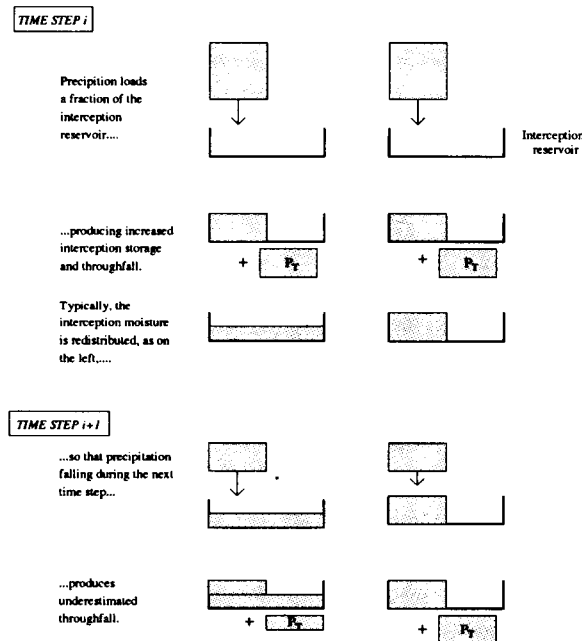 TIME STEP i
Precipition loads
a fraction of the
interception
reservoir....
Interception
reservoir
...producing increased
interception storage
and throughfall.
+ P_T
+ P_T
Typically, the
interception moisture
is redistributed, as on
the left,....
TIME STEP i+1
...so that precipitation
falling during the next
time step...
...produces
underestimated
throughfall.
+ P_T
+ P_T